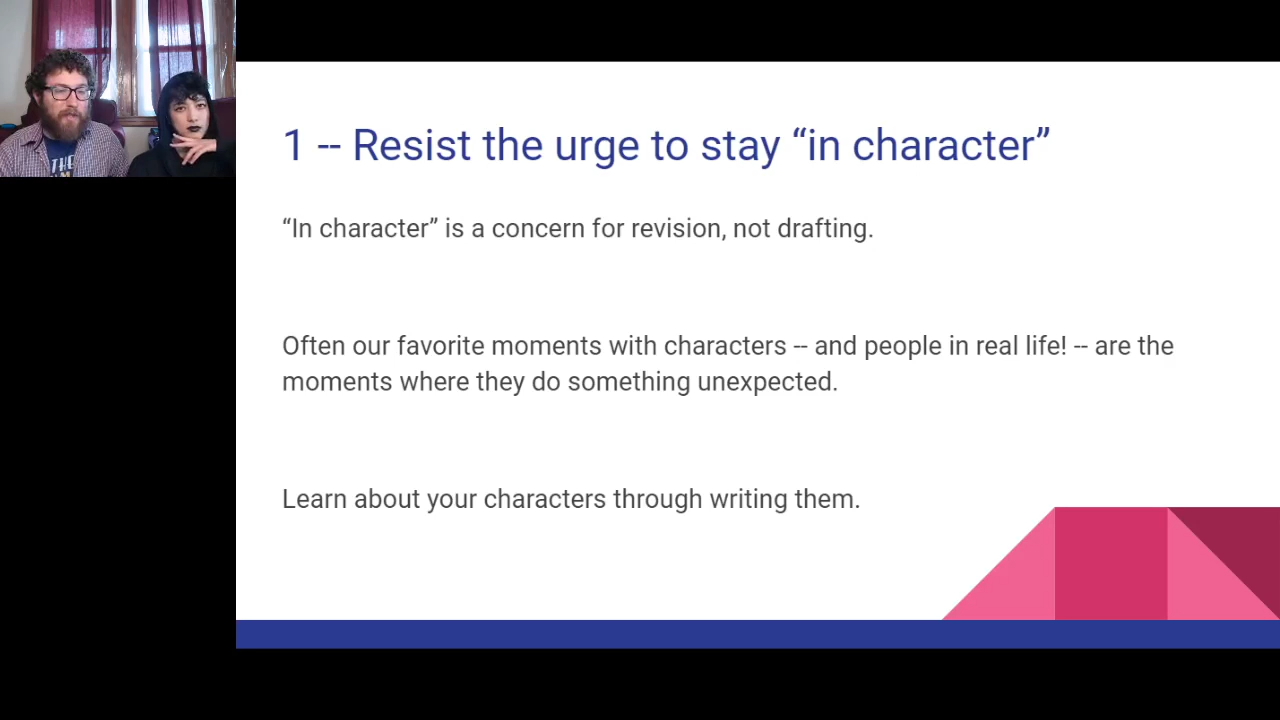 1 -- Resist the urge to stay “in character”
“In character” is a concern for revision, not drafting.
Often our favorite moments with characters -- and people in real life! -- are the
moments where they do something unexpected.
Learn about your characters through writing them.
THE